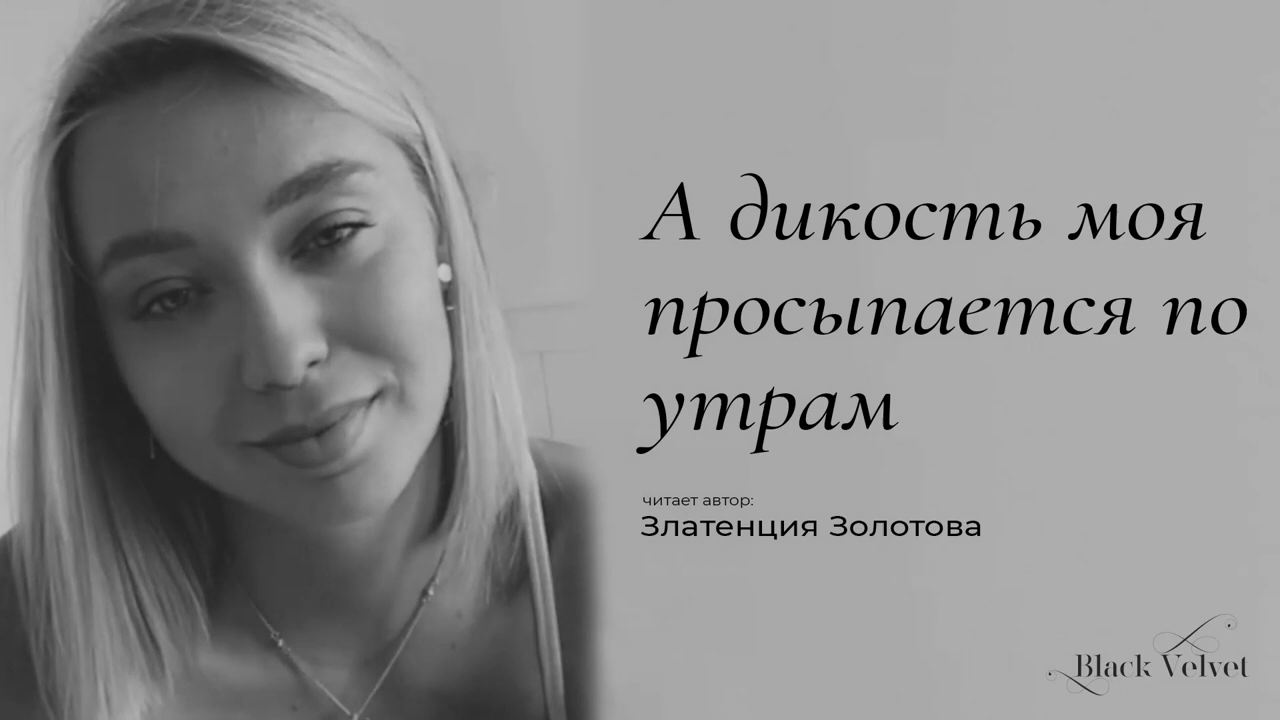 А дикость моя
просыпается по
утрам
читает автор:
Златенция Золотова
Black Velvet